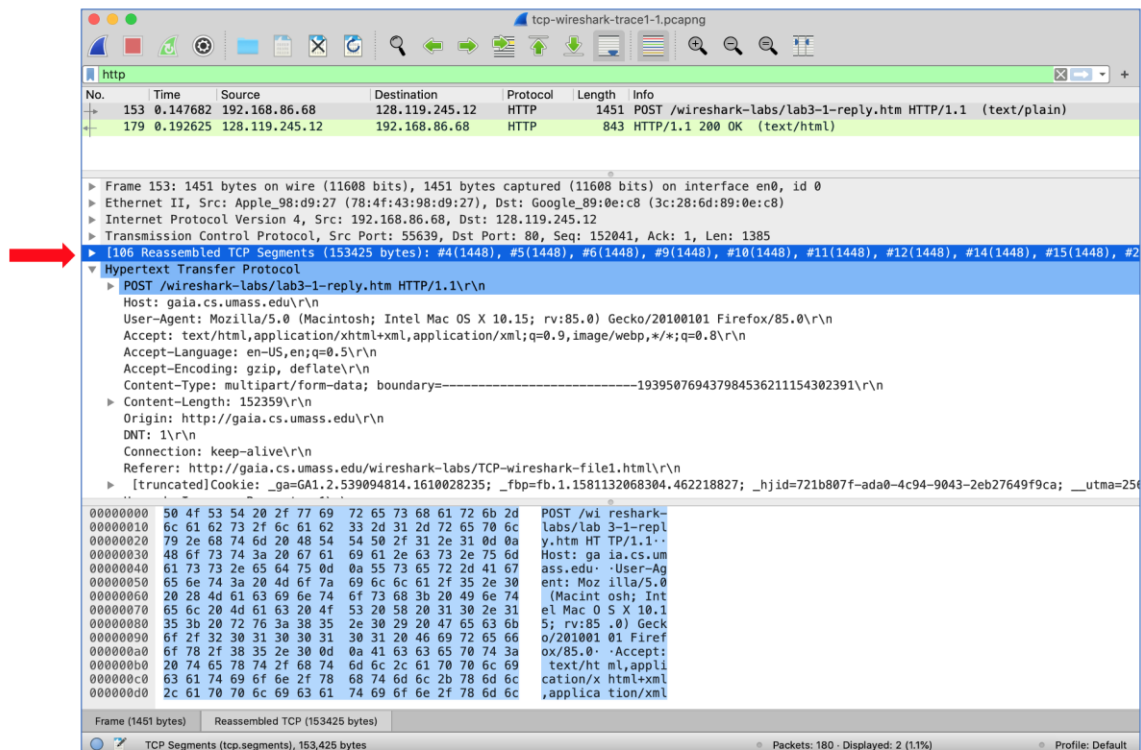 tcp-wireshark-trace1-1.pcapng
http
No. Time Source Destination Protocol Length Info
153 0.147682 192.168.86.68 128.119.245.12 HTTP 1451 POST /wireshark-labs/lab3-1-reply.htm HTTP/1.1 (text/plain)
179 0.192625 128.119.245.12 192.168.86.68 HTTP 843 HTTP/1.1 200 OK (text/html)
Frame 153: 1451 bytes on wire (11608 bits), 1451 bytes captured (11608 bits) on interface en0, id 0
Ethernet II, Src: Apple_98:d9:27 (78:4f:43:98:d9:27), Dst: Google_89:0e:c8 (3c:28:6d:89:0e:c8)
Internet Protocol Version 4, Src: 192.168.86.68, Dst: 128.119.245.12
Transmission Control Protocol, Src Port: 55639, Dst Port: 80, Seq: 152041, Ack: 1, Len: 1385
[106 Reassembled TCP Segments (153425 bytes): #4(1448), #5(1448), #6(1448), #9(1448), #10(1448), #11(1448), #12(1448), #14(1448), #15(1448), #2
Hypertext Transfer Protocol
POST /wireshark-labs/lab3-1-reply.htm HTTP/1.1\r\n
Host: gaia.cs.umass.edu\r\n
User-Agent: Mozilla/5.0 (Macintosh; Intel Mac OS X 10.15; rv:85.0) Gecko/20100101 Firefox/85.0\r\n
Accept: text/html,application/xhtml+xml,application/xml;q=0.9,image/webp,*/*;q=0.8\r\n
Accept-Language: en-US,en;q=0.5\r\n
Accept-Encoding: gzip, deflate\r\n
Content-Type: multipart/form-data; boundary=---------------------------193950769437984536211154302391\r\n
Content-Length: 152359\r\n
Origin: http://gaia.cs.umass.edu\r\n
DNT: 1\r\n
Connection: keep-alive\r\n
Referer: http://gaia.cs.umass.edu/wireshark-labs/TCP-wireshark-file1.html\r\n
[truncated]Cookie: _ga=GA1.2.539094814.1610028235; _fbp=fb.1.1581132068304.462218827; _hjid=721b807f-ada0-4c94-9043-2eb27649f9ca; __utma=256
00000000 50 4f 53 54 20 2f 77 69 72 65 73 68 61 72 6b 2d POST /wi reshark-
00000010 6c 61 62 73 2f 6c 61 62 33 2d 31 2d 72 65 70 6c labs/lab 3-1-repl
00000020 79 2e 68 74 6d 20 48 54 54 50 2f 31 2e 31 0d 0a y.htm HT TP/1.1··
00000030 48 6f 73 74 3a 20 67 61 69 61 2e 63 73 2e 75 6d Host: ga ia.cs.um
00000040 61 73 73 2e 65 64 75 0d 0a 55 73 65 72 2d 41 67 ass.edu· ·User-Ag
00000050 65 6e 74 3a 20 4d 6f 7a 69 6c 6c 61 2f 35 2e 30 ent: Moz illa/5.0
00000060 20 28 4d 61 63 69 6e 74 6f 73 68 3b 20 49 6e 74 (Macint osh; Int
00000070 65 6c 20 4d 61 63 20 4f 53 20 58 20 31 30 2e 31 el Mac O S X 10.1
00000080 35 3b 20 72 76 3a 38 35 2e 30 29 20 47 65 63 6b 5; rv:85 .0) Geck
00000090 6f 2f 32 30 31 30 30 31 30 31 20 46 69 72 65 66 o/201001 01 Firef
000000a0 6f 78 2f 38 35 2e 30 0d 0a 41 63 63 65 70 74 3a ox/85.0· ·Accept:
000000b0 20 74 65 78 74 2f 68 74 6d 6c 2c 61 70 70 6c 69 text/ht ml,appli
000000c0 63 61 74 69 6f 6e 2f 78 68 74 6d 6c 2b 78 6d 6c cation/x html+xml
000000d0 2c 61 70 70 6c 69 63 61 74 69 6f 6e 2f 78 6d 6c ,applica tion/xml
Frame (1451 bytes) Reassembled TCP (153425 bytes)
TCP Segments (tcp.segments), 153,425 bytes Packets: 180 · Displayed: 2 (1.1%) Profile: Default